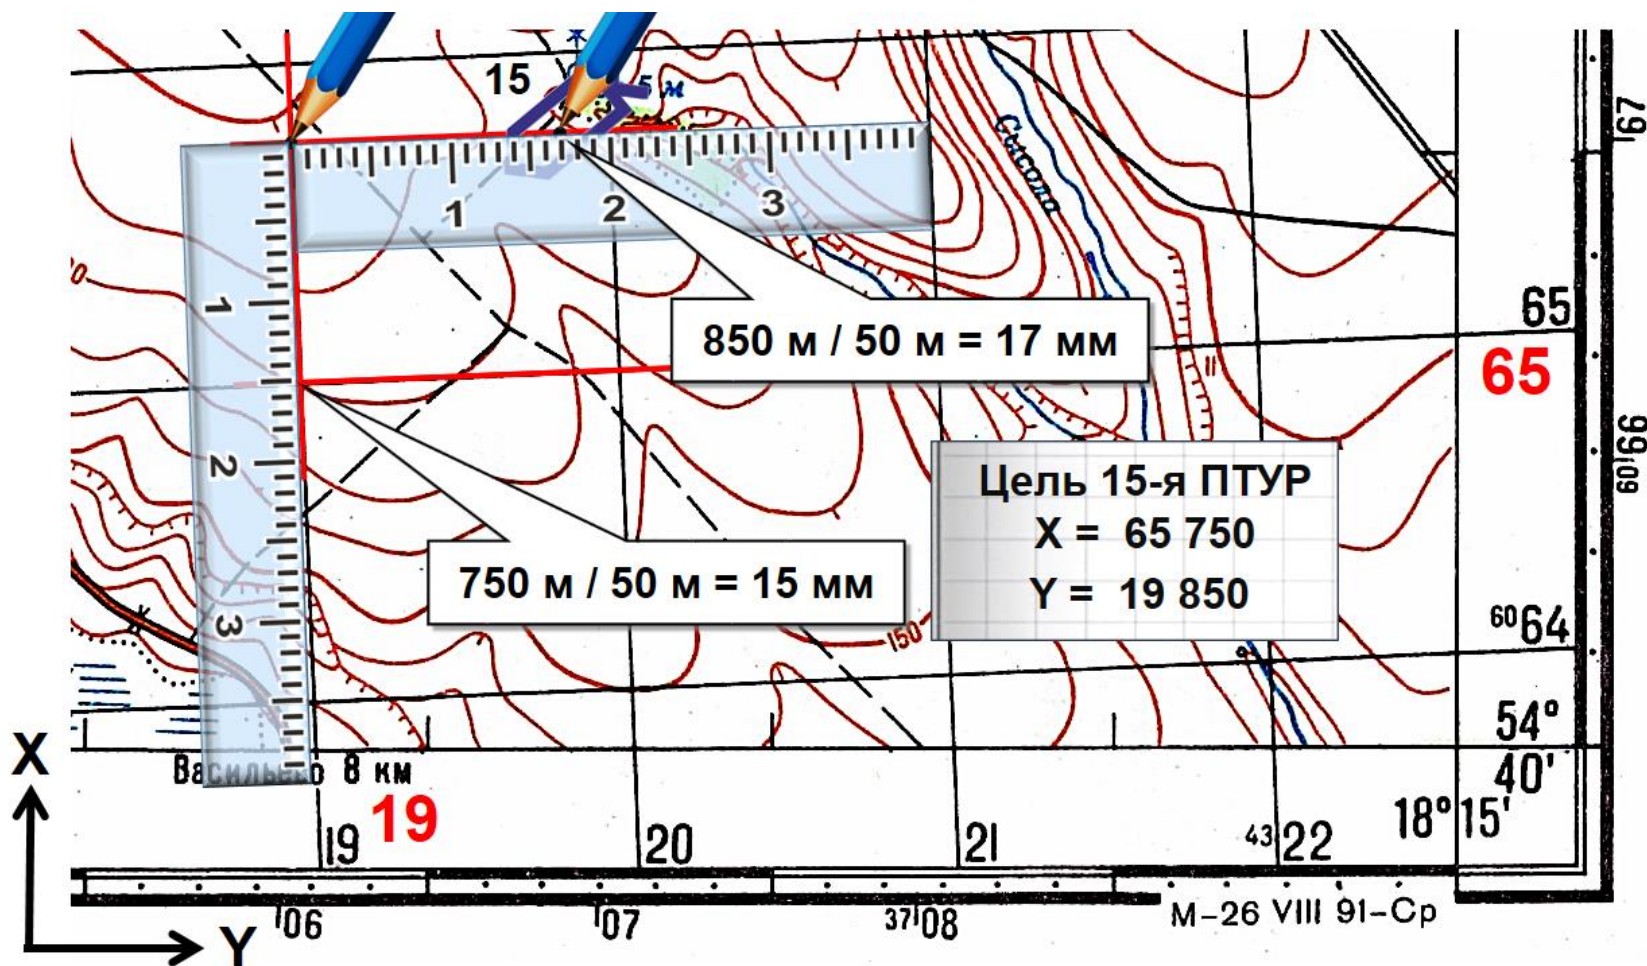 15
5 м
67
Сысола
1
2
3
65
850 м / 50 м = 17 мм
65
1
2
3
6066
Цель 15-я ПТУР
X = 65 750
Y = 19 850
750 м / 50 м = 15 мм
150
6064
54°
40'
X
Васильево 8 км
19
18°15'
19
20
21
4322
06
07
3708
М-26 VIII 91-Ср
Y